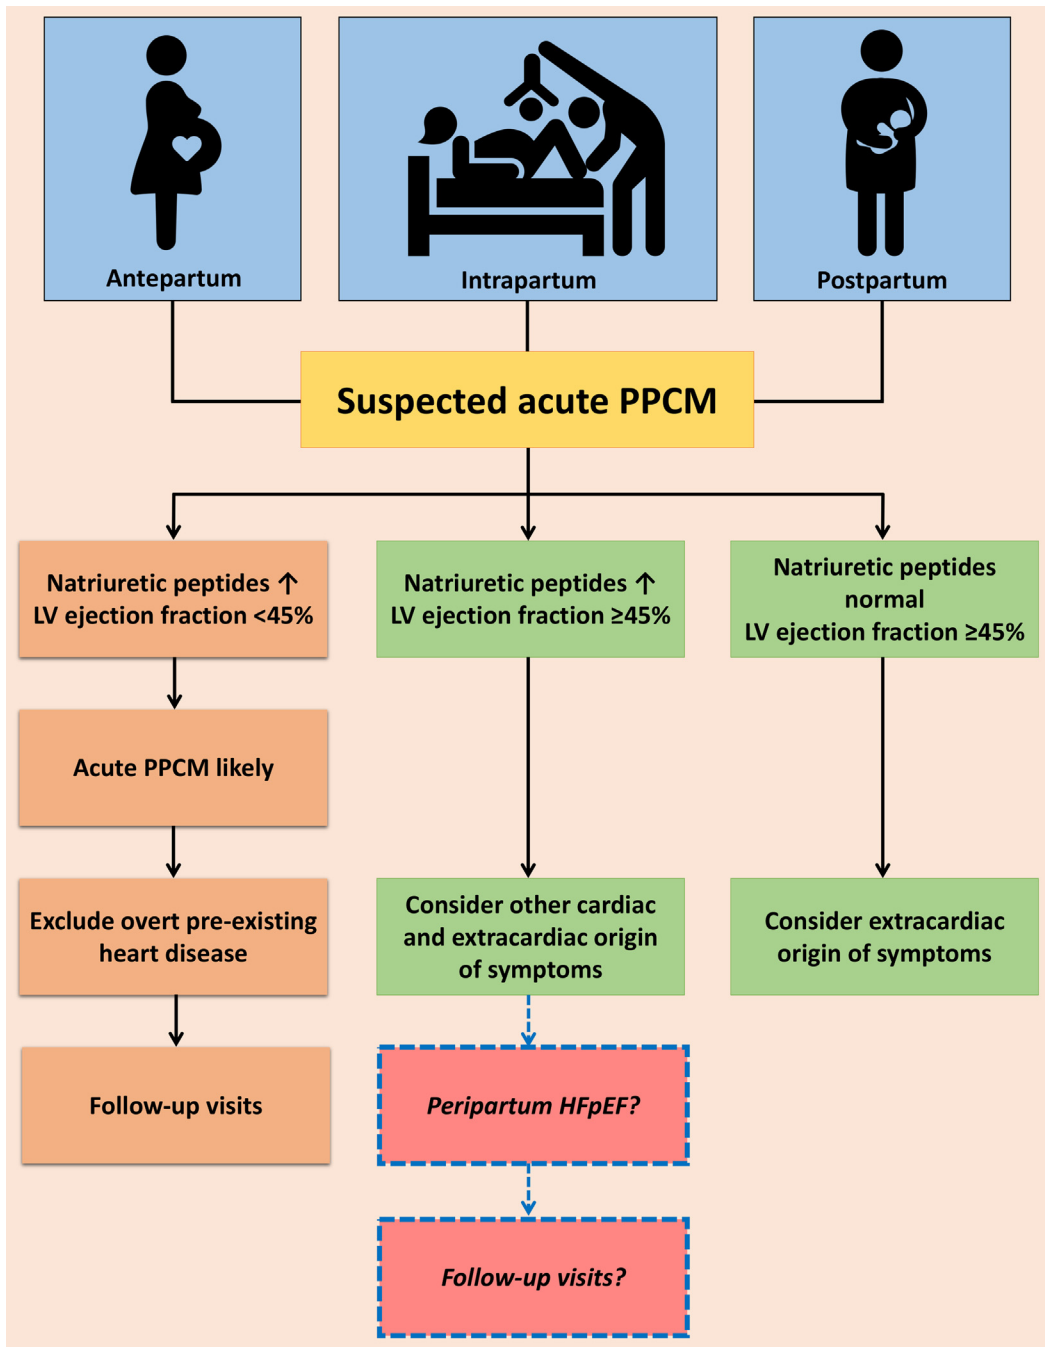 Antepartum
Intrapartum
Postpartum
Suspected acute PPCM
Natriuretic peptides ↑
LV ejection fraction <45%
Natriuretic peptides ↑
LV ejection fraction ≥45%
Natriuretic peptides
normal
LV ejection fraction ≥45%
Acute PPCM likely
Exclude overt pre-existing
heart disease
Consider other cardiac
and extracardiac origin
of symptoms
Consider extracardiac
origin of symptoms
Follow-up visits
Peripartum HFpEF?
Follow-up visits?